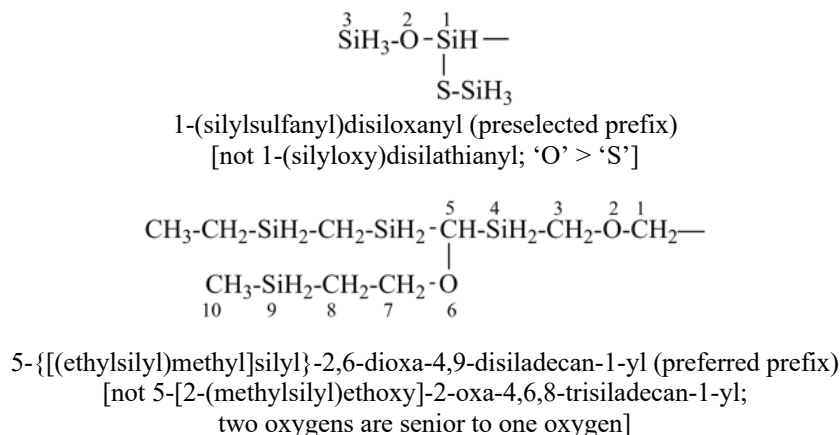 3 2 1
SiH₃-O-SiH—
S-SiH₃
1-(silylsulfanyl)disiloxanyl (preselected prefix)
[not 1-(silyloxy)disilathianyl; ‘O’ > ‘S’]
5 4 3 2 1
CH₃-CH₂-SiH₂-CH₂-SiH₂-CH-SiH₂-CH₂-O-CH₂—
CH₃-SiH₂-CH₂-CH₂-O
10 9 8 7 6
5-{[(ethylsilyl)methyl]silyl}-2,6-dioxa-4,9-disiladecan-1-yl (preferred prefix)
[not 5-[2-(methylsilyl)ethoxy]-2-oxa-4,6,8-trisiladecan-1-yl;
two oxygens are senior to one oxygen]